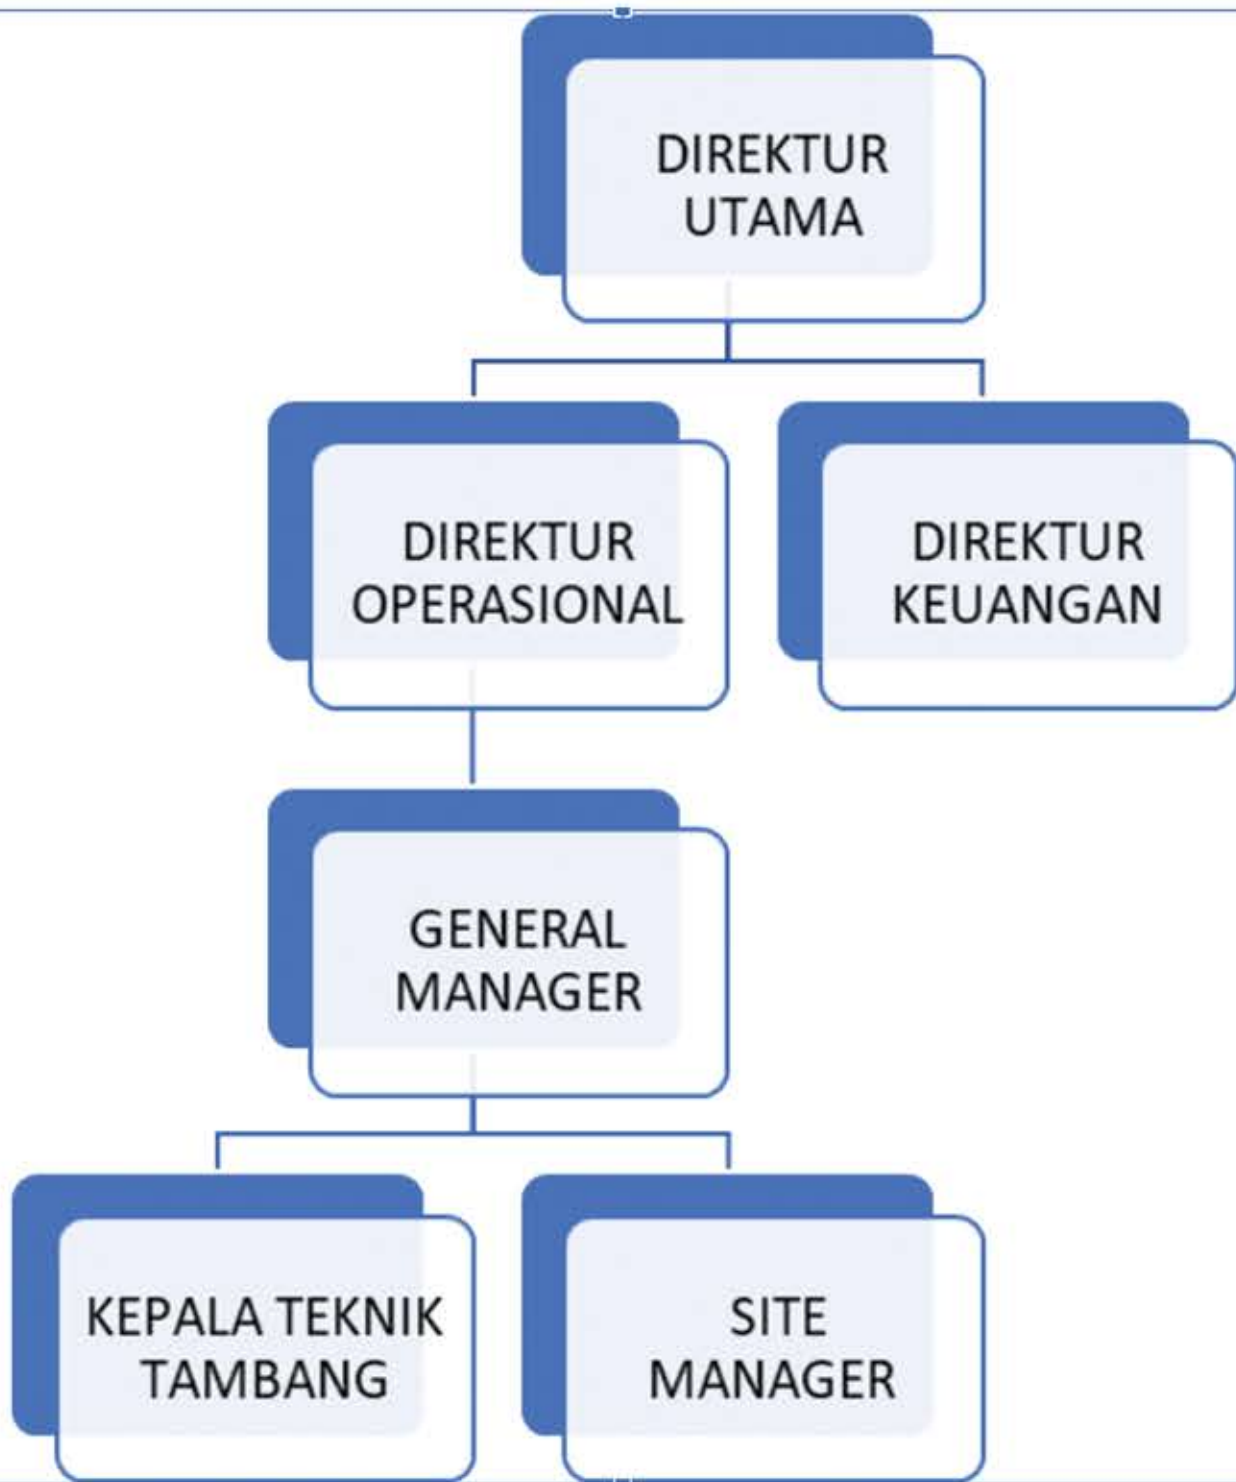 DIREKTUR
UTAMA
DIREKTUR
OPERASIONAL
DIREKTUR
KEUANGAN
GENERAL
MANAGER
KEPALA TEKNIK
TAMBANG
SITE
MANAGER